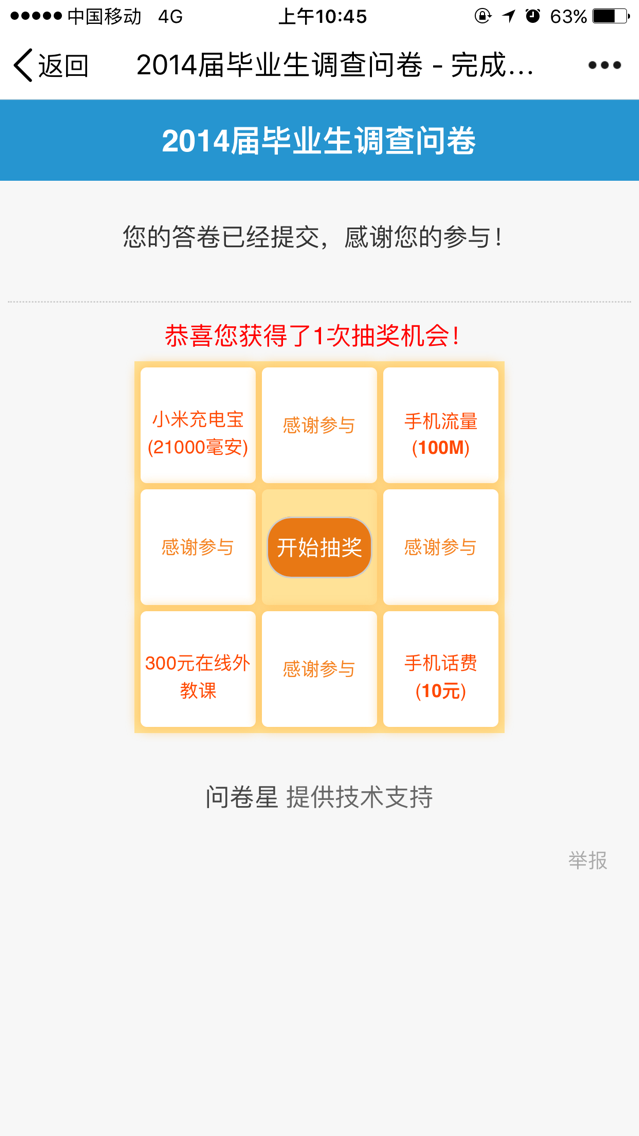 中国移动 4G 上午10:45 63%
返回 2014届毕业生调查问卷 - 完成...
2014届毕业生调查问卷
您的答卷已经提交，感谢您的参与！
恭喜您获得了1次抽奖机会！
小米充电宝
(21000毫安)
感谢参与
手机流量
(100M)
感谢参与
开始抽奖
感谢参与
300元在线外
教课
感谢参与
手机话费
(10元)
问卷星 提供技术支持
举报